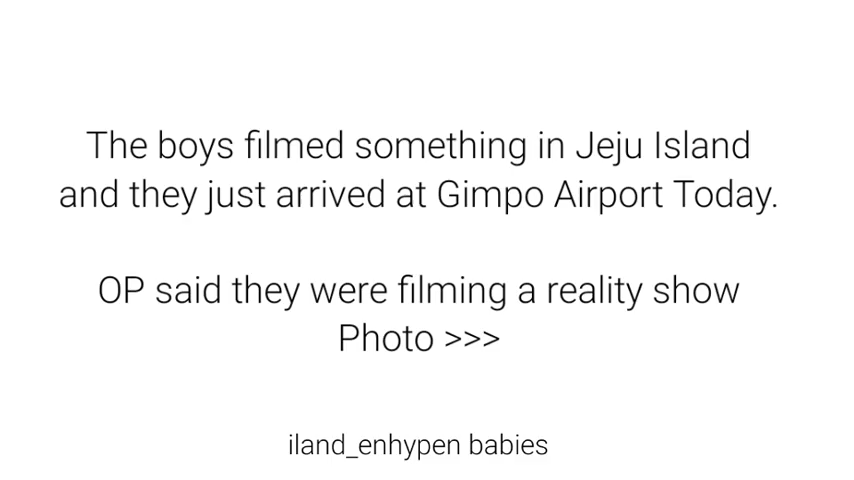 The boys filmed something in Jeju Island
and they just arrived at Gimpo Airport Today.
OP said they were filming a reality show
Photo >>>
iland_enhypen babies